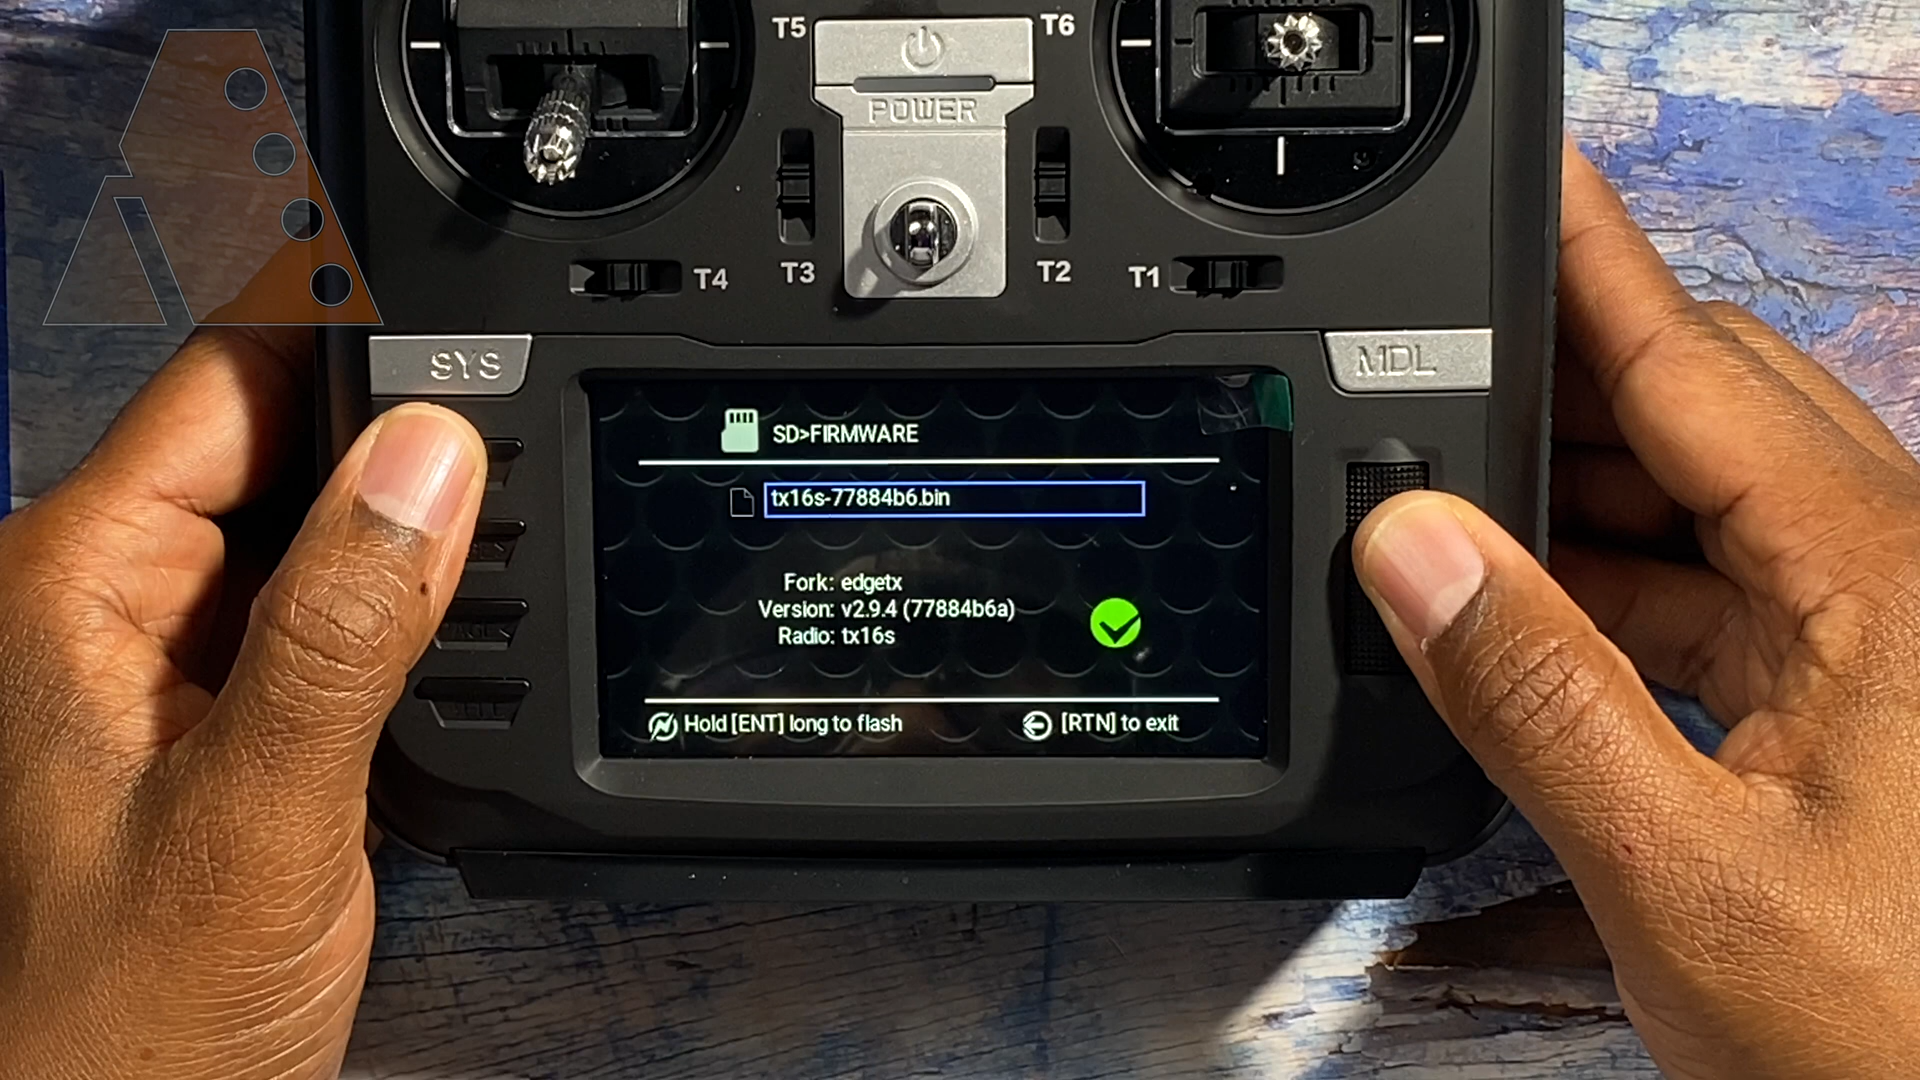 T5
T6
POWER
T4
T3
T2
T1
SYS
MDL
SD>FIRMWARE
tx16s-77884b6.bin
Fork: edgetx
Version: v2.9.4 (77884b6a)
Radio: tx16s
Hold [ENT] long to flash
[RTN] to exit